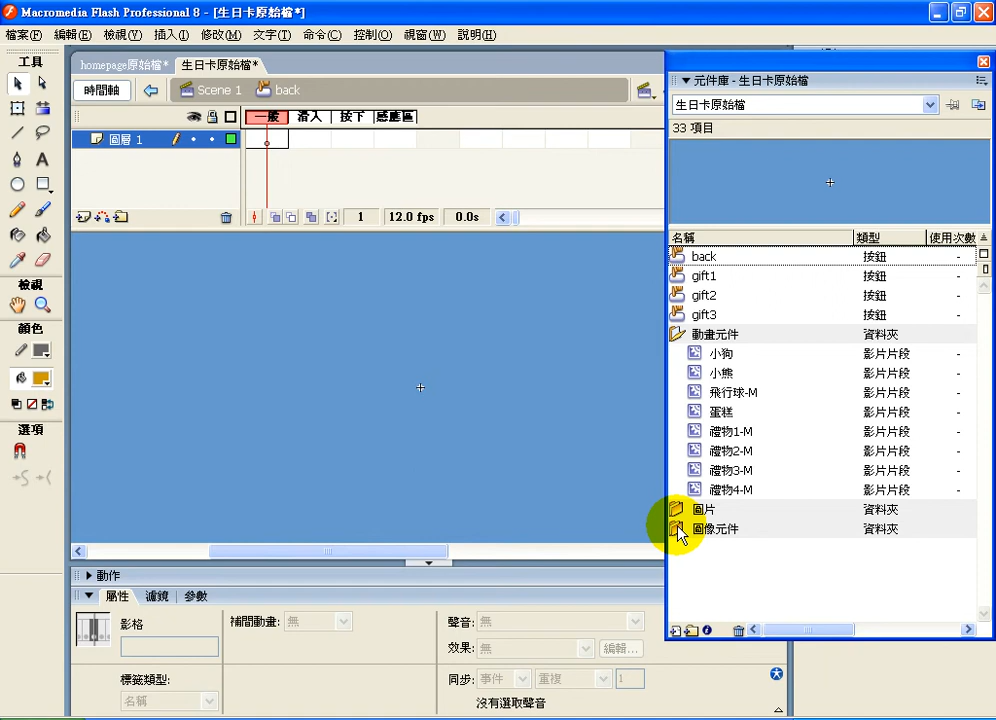 Macromedia Flash Professional 8 - [生日卡原始檔*]
檔案(F) 編輯(E) 檢視(V) 插入(I) 修改(M) 文字(T) 命令(C) 控制(O) 視窗(W) 說明(H)
工具
homepage原始檔* 生日卡原始檔*
時間軸 Scene 1 back
一般 滑入 按下 感應區
圖層 1
1 12.0 fps 0.0s
檢視
顏色
選項
元件庫 - 生日卡原始檔
生日卡原始檔
33 項目
名稱 類型 使用次數
back 按鈕 -
gift1 按鈕 -
gift2 按鈕 -
gift3 按鈕 -
動畫元件 資料夾
小狗 影片片段 -
小熊 影片片段 -
飛行球-M 影片片段 -
蛋糕 影片片段 -
禮物1-M 影片片段 -
禮物2-M 影片片段 -
禮物3-M 影片片段 -
禮物4-M 影片片段 -
圖片 資料夾
圖像元件 資料夾
動作
屬性 濾鏡 參數
影格
補間動畫: 無
聲音: 無
效果: 無 編輯...
標籤類型:
名稱
同步: 事件 重複 1
沒有選取聲音